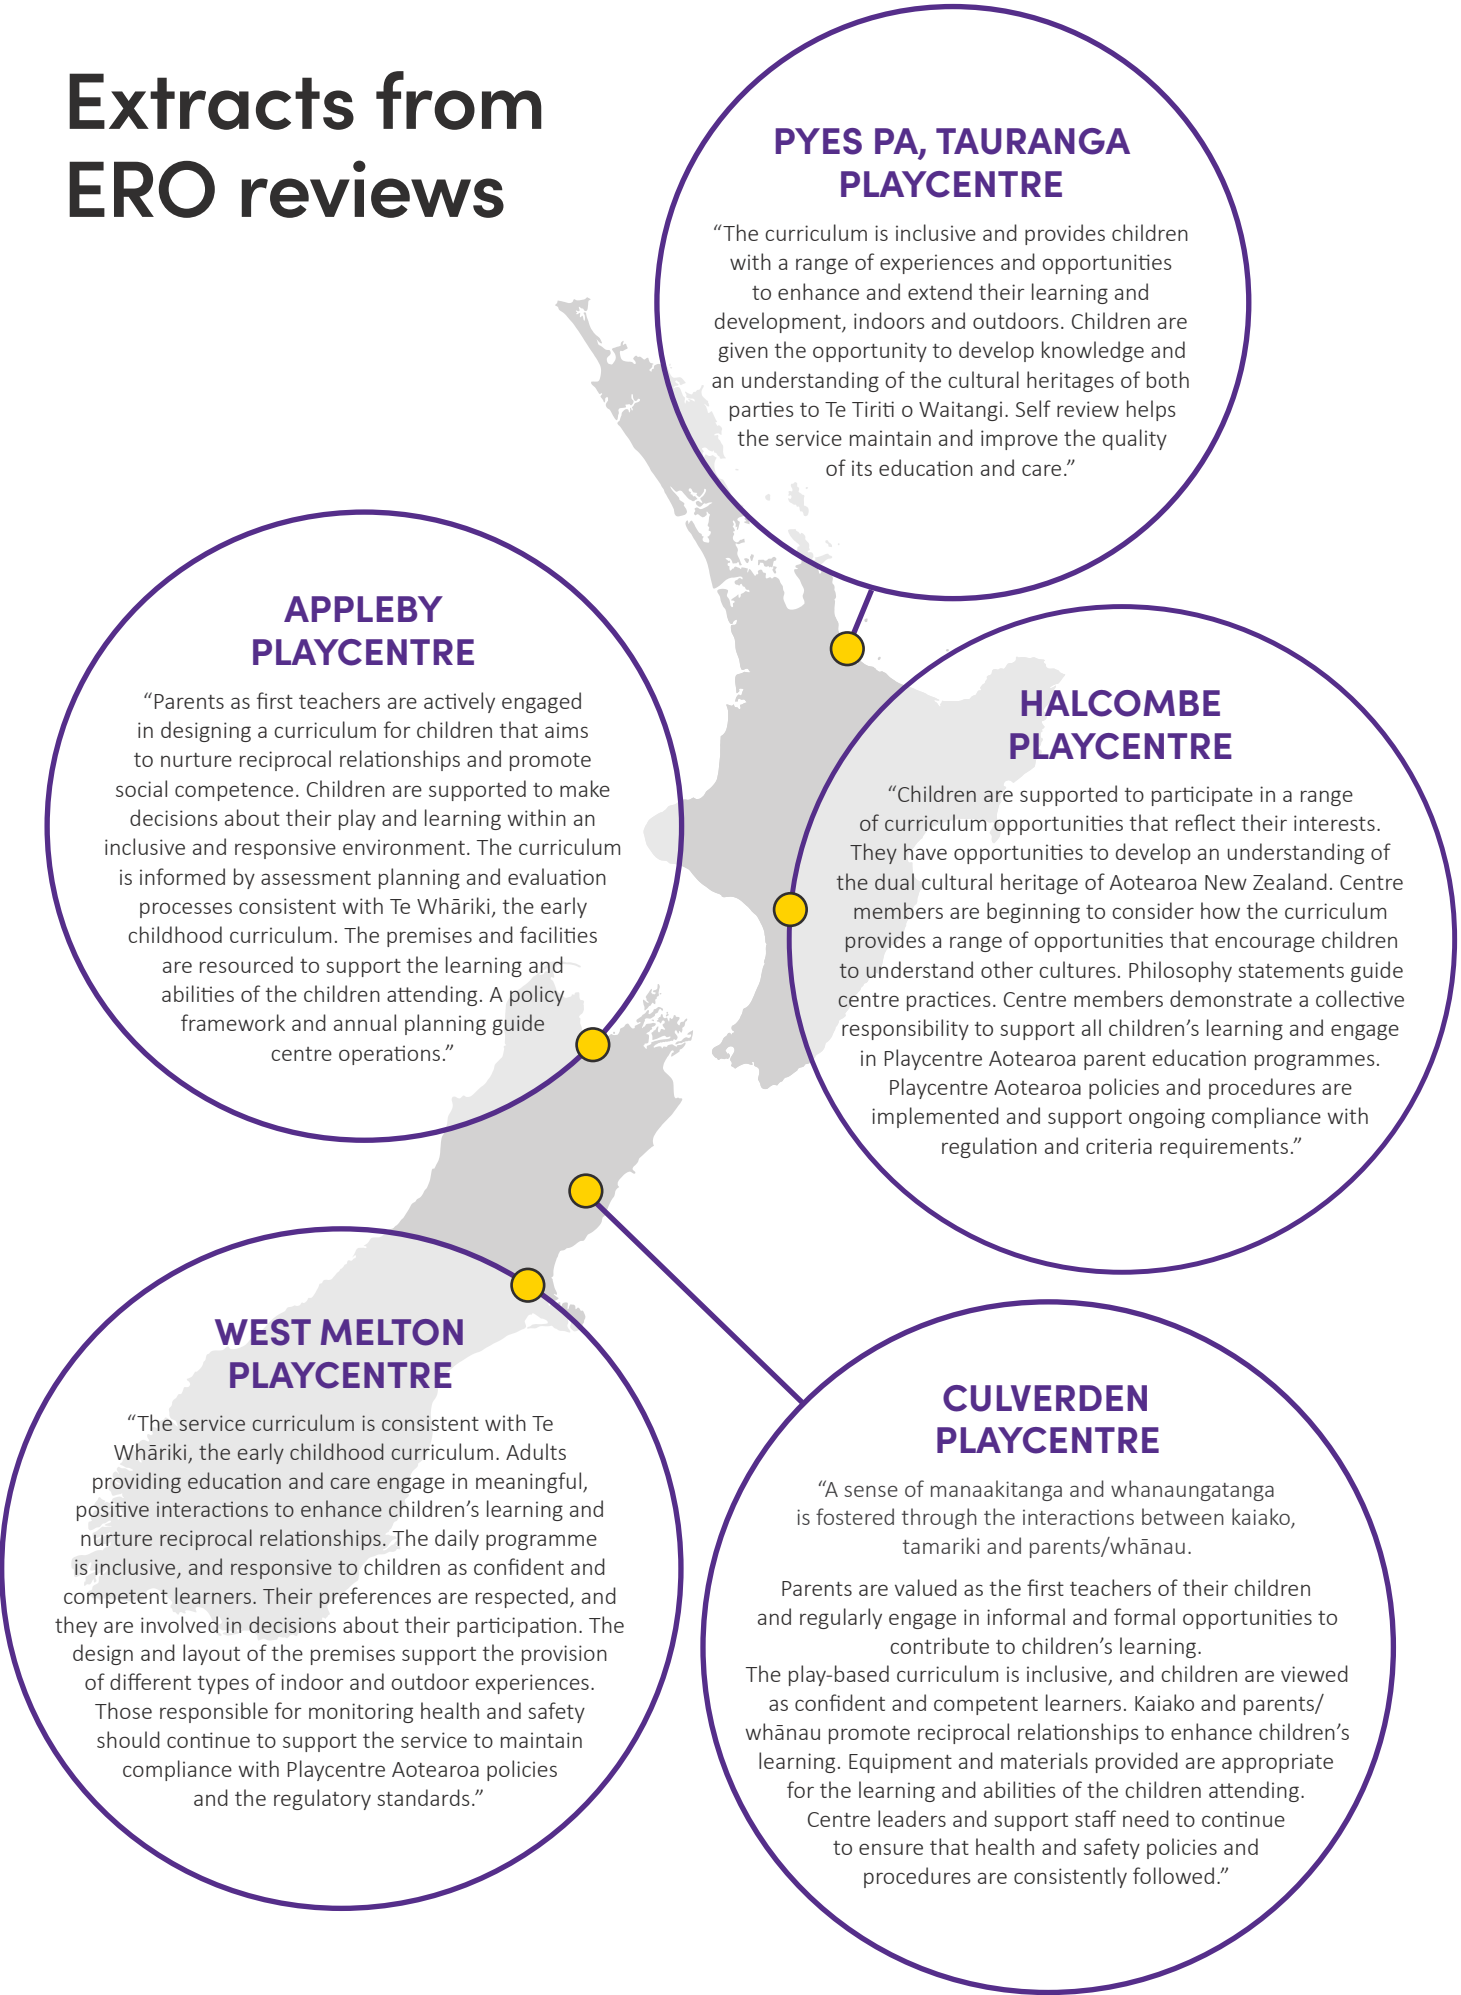 Extracts from
ERO reviews
PYES PA, TAURANGA
PLAYCENTRE
“The curriculum is inclusive and provides children
with a range of experiences and opportunities
to enhance and extend their learning and
development, indoors and outdoors. Children are
given the opportunity to develop knowledge and
an understanding of the cultural heritages of both
parties to Te Tiriti o Waitangi. Self review helps
the service maintain and improve the quality
of its education and care.”
APPLEBY
PLAYCENTRE
“Parents as first teachers are actively engaged
in designing a curriculum for children that aims
to nurture reciprocal relationships and promote
social competence. Children are supported to make
decisions about their play and learning within an
inclusive and responsive environment. The curriculum
is informed by assessment planning and evaluation
processes consistent with Te Whāriki, the early
childhood curriculum. The premises and facilities
are resourced to support the learning and
abilities of the children attending. A policy
framework and annual planning guide
centre operations.”
HALCOMBE
PLAYCENTRE
“Children are supported to participate in a range
of curriculum opportunities that reflect their interests.
They have opportunities to develop an understanding of
the dual cultural heritage of Aotearoa New Zealand. Centre
members are beginning to consider how the curriculum
provides a range of opportunities that encourage children
to understand other cultures. Philosophy statements guide
centre practices. Centre members demonstrate a collective
responsibility to support all children’s learning and engage
in Playcentre Aotearoa parent education programmes.
Playcentre Aotearoa policies and procedures are
implemented and support ongoing compliance with
regulation and criteria requirements.”
WEST MELTON
PLAYCENTRE
“The service curriculum is consistent with Te
Whāriki, the early childhood curriculum. Adults
providing education and care engage in meaningful,
positive interactions to enhance children’s learning and
nurture reciprocal relationships. The daily programme
is inclusive, and responsive to children as confident and
competent learners. Their preferences are respected, and
they are involved in decisions about their participation. The
design and layout of the premises support the provision
of different types of indoor and outdoor experiences.
Those responsible for monitoring health and safety
should continue to support the service to maintain
compliance with Playcentre Aotearoa policies
and the regulatory standards.”
CULVERDEN
PLAYCENTRE
“A sense of manaakitanga and whanaungatanga
is fostered through the interactions between kaiako,
tamariki and parents/whānau.
Parents are valued as the first teachers of their children
and regularly engage in informal and formal opportunities to
contribute to children’s learning.
The play-based curriculum is inclusive, and children are viewed
as confident and competent learners. Kaiako and parents/
whānau promote reciprocal relationships to enhance children’s
learning. Equipment and materials provided are appropriate
for the learning and abilities of the children attending.
Centre leaders and support staff need to continue
to ensure that health and safety policies and
procedures are consistently followed.”